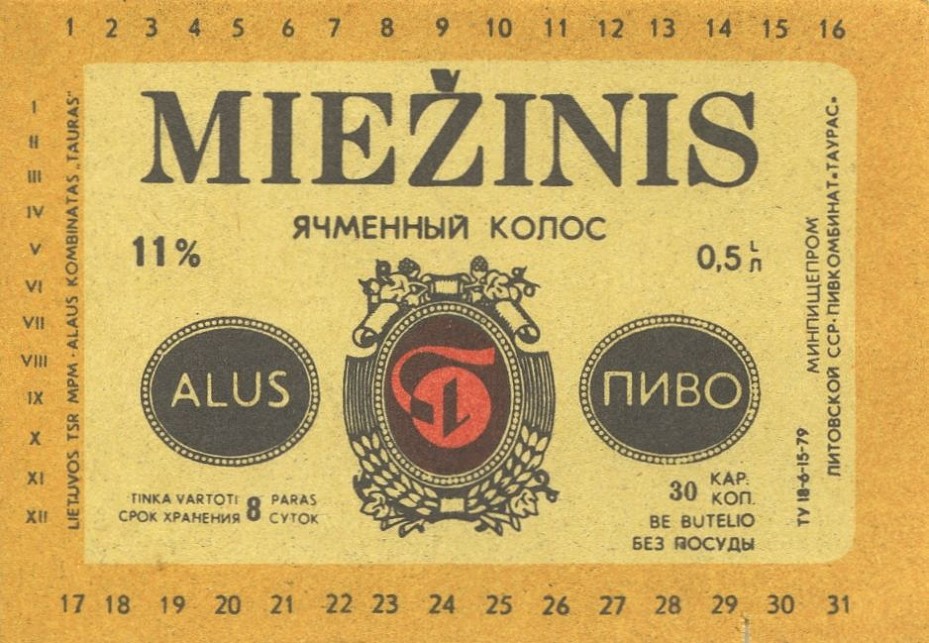 1 2 3 4 5 6 7 8 9 10 11 12 13 14 15 16
I
II
III
IV
V
VI
VII
VIII
IX
X
XI
XII
LIETUVOS TSR MPM · ALAUS KOMBINATAS „TAURAS"
MIEŽINIS
ЯЧМЕННЫЙ КОЛОС
11%
0,5 L
Л
ALUS
ПИВО
TINKA VARTOTI 8 PARAS
СРОК ХРАНЕНИЯ СУТОК
30 КАР.
КОП.
BE BUTELIO
БЕЗ ПОСУДЫ
ТУ 18-6-15-79
МИНПИЩЕПРОМ
ЛИТОВСКОЙ ССР · ПИВКОМБИНАТ «ТАУРАС»
17 18 19 20 21 22 23 24 25 26 27 28 29 30 31